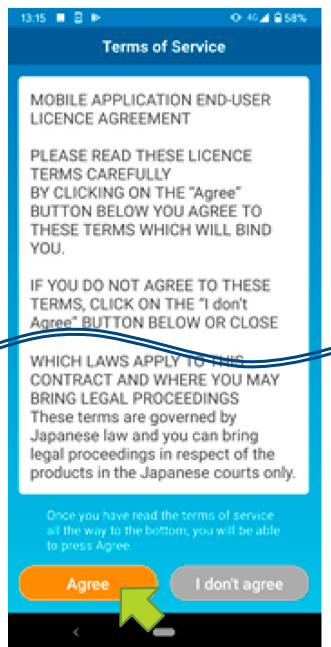 13:15 4G 58%
Terms of Service
MOBILE APPLICATION END-USER
LICENCE AGREEMENT
PLEASE READ THESE LICENCE
TERMS CAREFULLY
BY CLICKING ON THE "Agree"
BUTTON BELOW YOU AGREE TO
THESE TERMS WHICH WILL BIND
YOU.
IF YOU DO NOT AGREE TO THESE
TERMS, CLICK ON THE "I don't
Agree" BUTTON BELOW OR CLOSE
WHICH LAWS APPLY TO THIS
CONTRACT AND WHERE YOU MAY
BRING LEGAL PROCEEDINGS
These terms are governed by
Japanese law and you can bring
legal proceedings in respect of the
products in the Japanese courts only.
Once you have read the terms of service
all the way to the bottom, you will be able
to press Agree.
Agree I don't agree